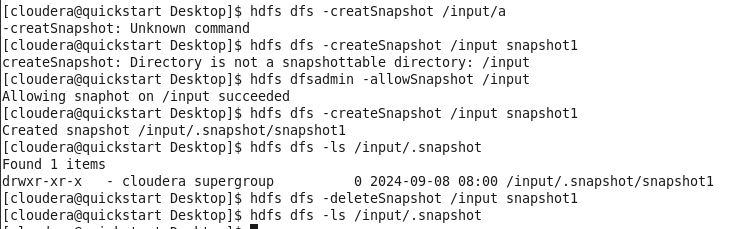 [cloudera@quickstart Desktop]$ hdfs dfs -creatSnapshot /input/a
-creatSnapshot: Unknown command
[cloudera@quickstart Desktop]$ hdfs dfs -createSnapshot /input snapshot1
createSnapshot: Directory is not a snapshottable directory: /input
[cloudera@quickstart Desktop]$ hdfs dfsadmin -allowSnapshot /input
Allowing snaphot on /input succeeded
[cloudera@quickstart Desktop]$ hdfs dfs -createSnapshot /input snapshot1
Created snapshot /input/.snapshot/snapshot1
[cloudera@quickstart Desktop]$ hdfs dfs -ls /input/.snapshot
Found 1 items
drwxr-xr-x   - cloudera supergroup          0 2024-09-08 08:00 /input/.snapshot/snapshot1
[cloudera@quickstart Desktop]$ hdfs dfs -deleteSnapshot /input snapshot1
[cloudera@quickstart Desktop]$ hdfs dfs -ls /input/.snapshot
[cloudera@quickstart Desktop]$